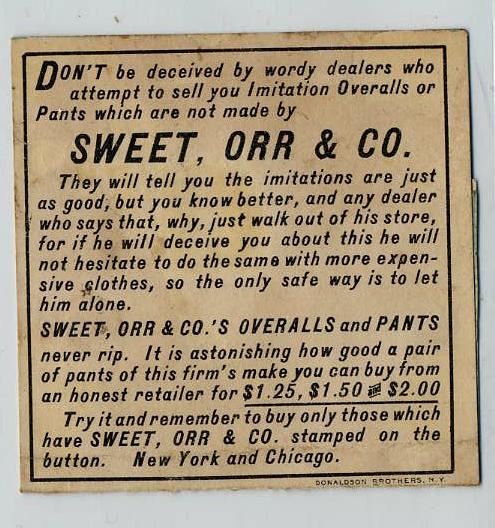 DON'T be deceived by wordy dealers who
attempt to sell you Imitation Overalls or
Pants which are not made by
SWEET, ORR & CO.
They will tell you the imitations are just
as good, but you know better, and any dealer
who says that, why, just walk out of his store,
for if he will deceive you about this he will
not hesitate to do the same with more expen-
sive clothes, so the only safe way is to let
him alone.
SWEET, ORR & CO.'S OVERALLS and PANTS
never rip. It is astonishing how good a pair
of pants of this firm's make you can buy from
an honest retailer for $1.25, $1.50 and $2.00
Try it and remember to buy only those which
have SWEET, ORR & CO. stamped on the
button. New York and Chicago.
DONALDSON BROTHERS, N.Y.